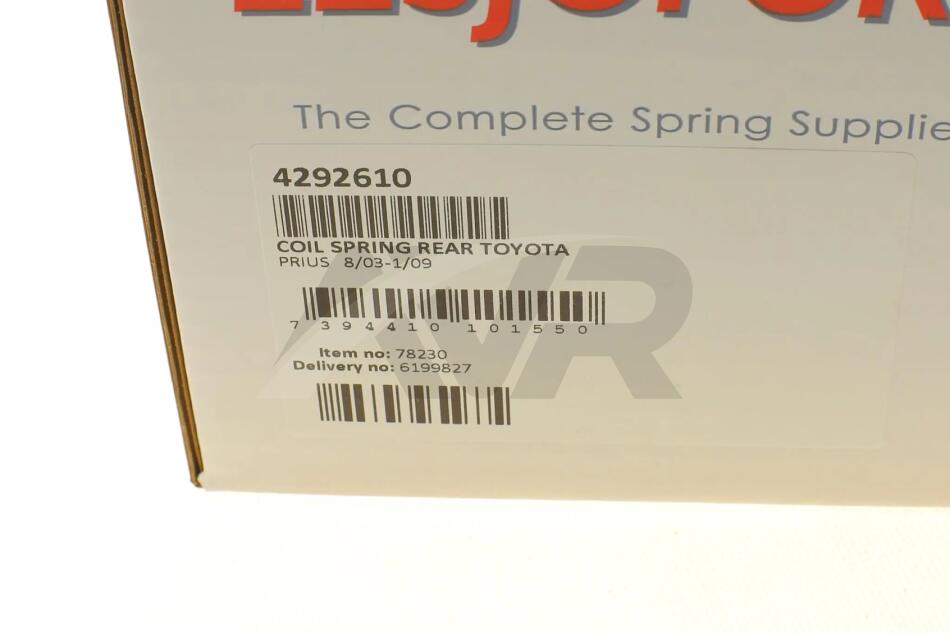 The Complete Spring
4292610
COIL SPRING REAR TOYOTA
PRIUS 8/03-1/09
7 394410 101550
Item no: 78230
Delivery no: 6199827
AVR